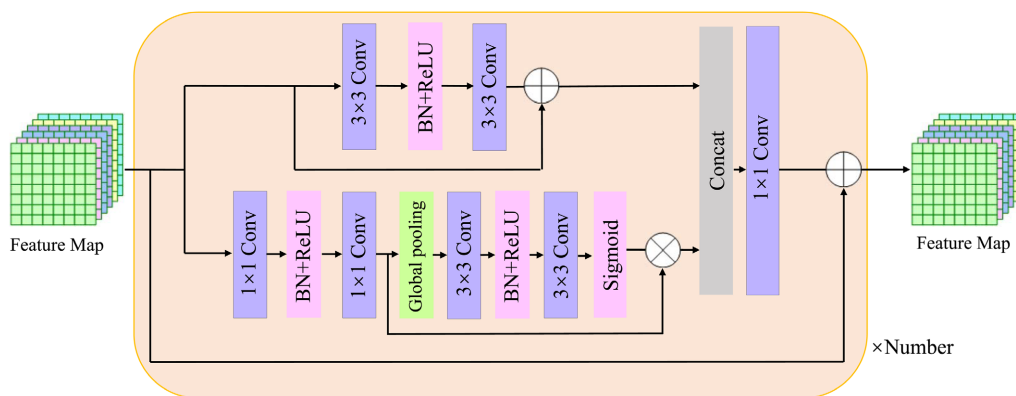 3×3 Conv
BN+ReLU
3×3 Conv
Feature Map
1×1 Conv
BN+ReLU
1×1 Conv
Global pooling
3×3 Conv
BN+ReLU
3×3 Conv
Sigmoid
Concat
1×1 Conv
Feature Map
×Number